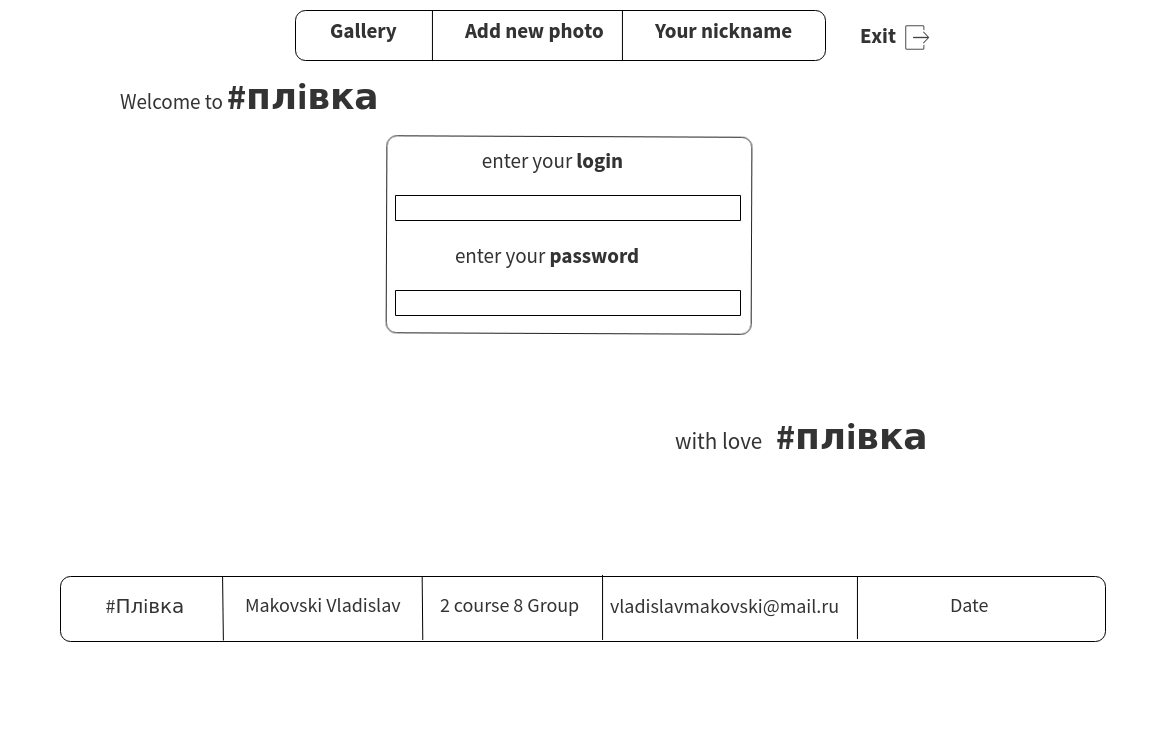 Gallery Add new photo Your nickname Exit
Welcome to #плівка
enter your login
enter your password
with love #плівка
#Плівка Makovski Vladislav 2 course 8 Group vladislavmakovski@mail.ru Date